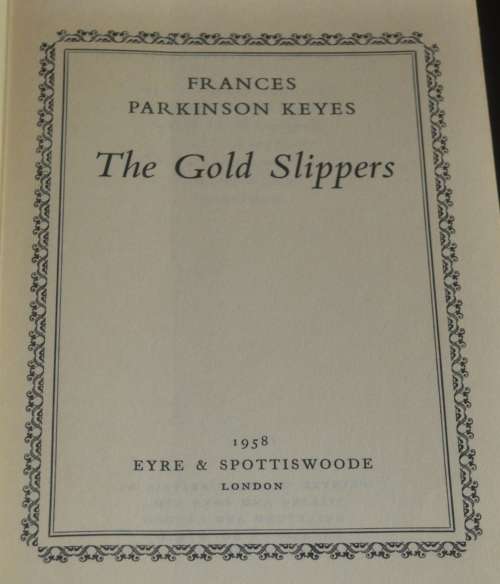 FRANCES
PARKINSON KEYES
The Gold Slippers
1958
EYRE & SPOTTISWOODE
LONDON